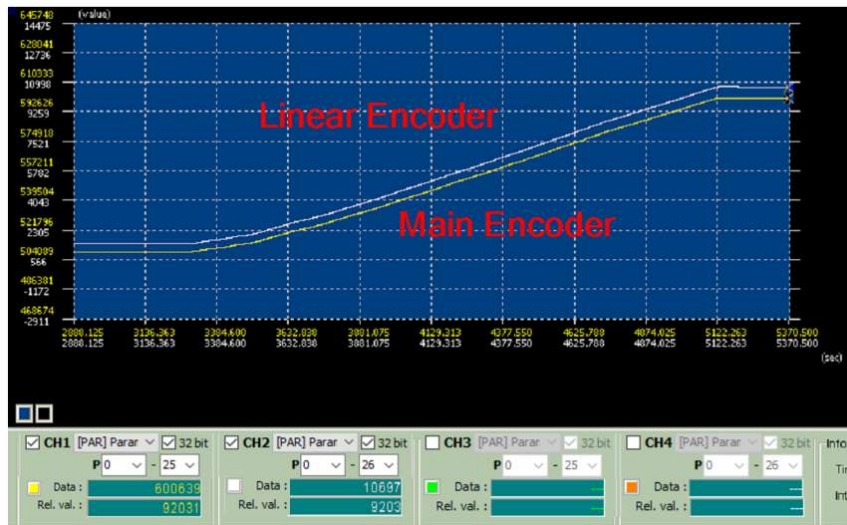 645748 (value)
14475
628041
12736
610333
10998
592626
9259
574918
7521
557211
5782
539504
4043
521796
2305
504089
566
486381
-1172
468674
-2911
Linear Encoder
Main Encoder
2888.125 3136.363 3384.600 3632.838 3881.075 4129.313 4377.550 4625.788 4874.025 5122.263 5370.500
2888.125 3136.363 3384.600 3632.838 3881.075 4129.313 4377.550 4625.788 4874.025 5122.263 5370.500
(sec)
CH1 [PAR] Parar 32 bit CH2 [PAR] Parar 32 bit CH3 [PAR] Parar 32 bit CH4 [PAR] Parar 32 bit Info
P 0 - 25 P 0 - 26 P 0 - 25 P 0 - 26 Tir
Data : 600639 Data : 10697 Data : --- Data : ---
Rel. val. : 92031 Rel. val. : 9203 Rel. val. : --- Rel. val. : --- Int